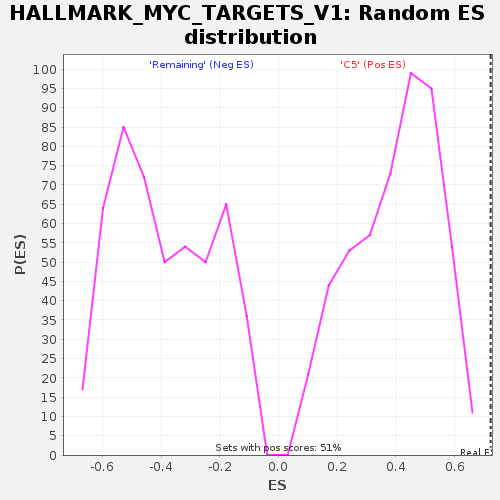 HALLMARK_MYC_TARGETS_V1: Random ES
distribution
'Remaining' (Neg ES)
'C5' (Pos ES)
100
95
90
85
80
75
70
65
60
55
50
45
40
35
30
25
20
15
10
5
0
P(ES)
Sets with pos scores: 51%
Real E
-0.6 -0.4 -0.2 0.0 0.2 0.4 0.6
ES